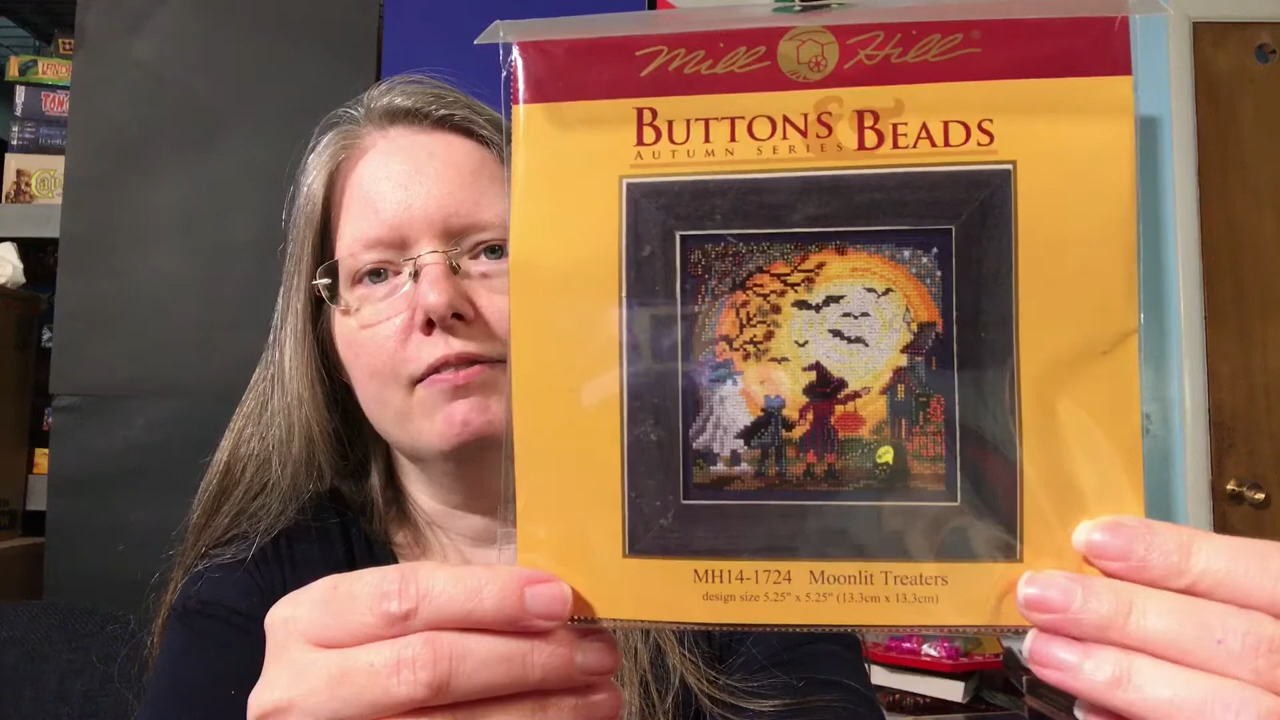 Mill Hill®
BUTTONS & BEADS
AUTUMN SERIES
MH14-1724 Moonlit Treaters
design size 5.25" x 5.25" (13.3cm x 13.3cm)